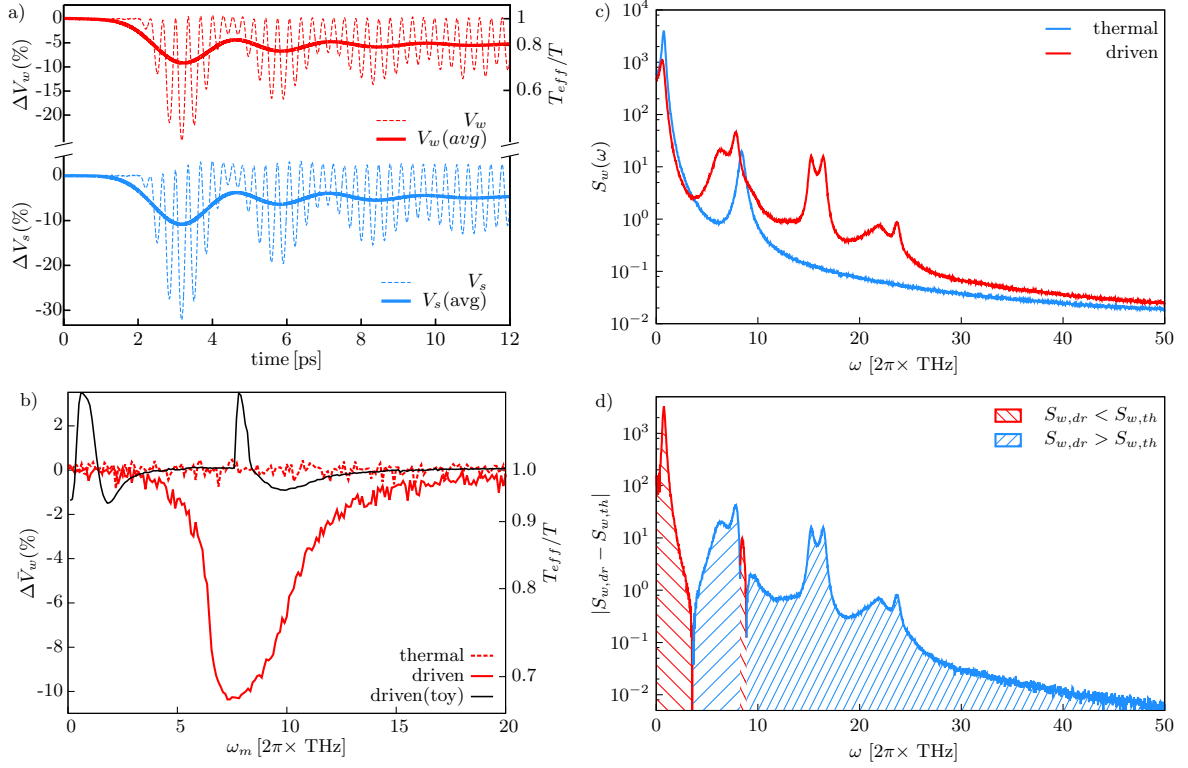 a)
ΔV_w(%)
0
-5
-10
-15
-20
1
0.8
0.6
T_eff/T
V_w
V_w(avg)
ΔV_s(%)
0
-10
-20
-30
V_s
V_s(avg)
0 2 4 6 8 10 12
time [ps]
b)
Δ\bar{V}_w(%)
2
0
-2
-4
-6
-8
-10
1.0
0.9
0.8
0.7
T_eff/T
thermal
driven
driven(toy)
0 5 10 15 20
ω_m [2π× THz]
c)
S_w(ω)
10^4
10^3
10^2
10^1
10^0
10^-1
10^-2
thermal
driven
0 10 20 30 40 50
ω [2π× THz]
d)
|S_w,dr − S_w,th|
10^3
10^2
10^1
10^0
10^-1
10^-2
S_w,dr < S_w,th
S_w,dr > S_w,th
0 10 20 30 40 50
ω [2π× THz]